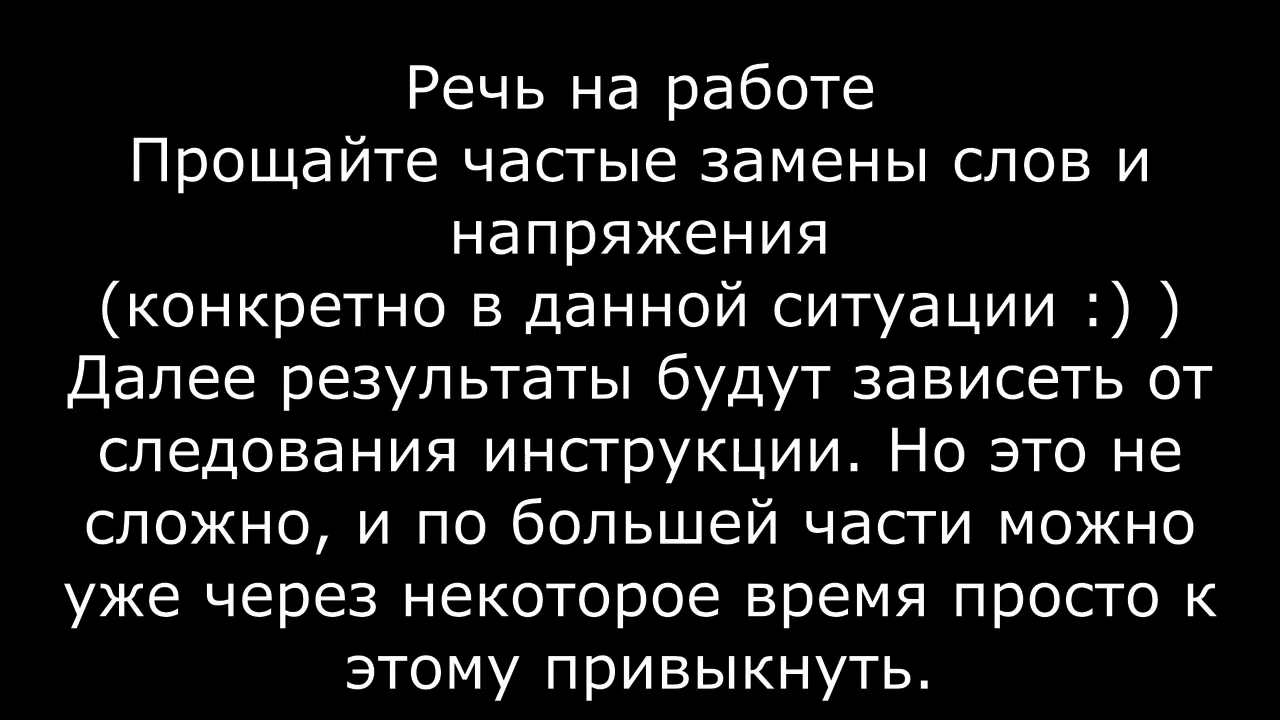 Речь на работе
Прощайте частые замены слов и
напряжения
(конкретно в данной ситуации :) )
Далее результаты будут зависеть от
следования инструкции. Но это не
сложно, и по большей части можно
уже через некоторое время просто к
этому привыкнуть.